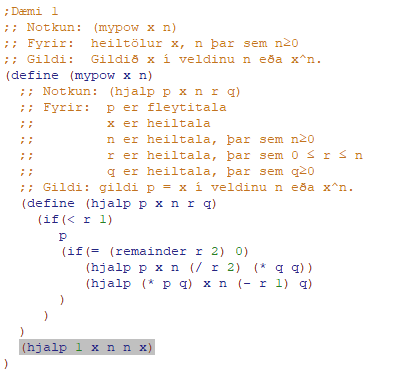 ;Dæmi 1
;; Notkun: (mypow x n)
;; Fyrir:  heiltölur x, n þar sem n≥0
;; Gildi:  Gildið x í veldinu n eða x^n.
(define (mypow x n)
  ;; Notkun: (hjalp p x n r q)
  ;; Fyrir:  p er fleytitala
  ;;         x er heiltala
  ;;         n er heiltala, þar sem n≥0
  ;;         r er heiltala, þar sem 0 ≤ r ≤ n
  ;;         q er heiltala, þar sem q≥0
  ;; Gildi: gildi p = x í veldinu n eða x^n.
  (define (hjalp p x n r q)
    (if(< r 1)
       p
       (if(= (remainder r 2) 0)
          (hjalp p x n (/ r 2) (* q q))
          (hjalp (* p q) x n (- r 1) q)
       )
     )
  )
  (hjalp 1 x n n x)
)